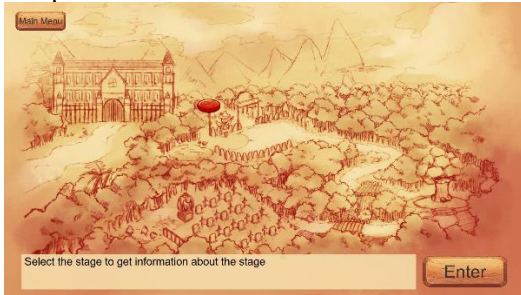 Main Menu
Select the stage to get information about the stage
Enter